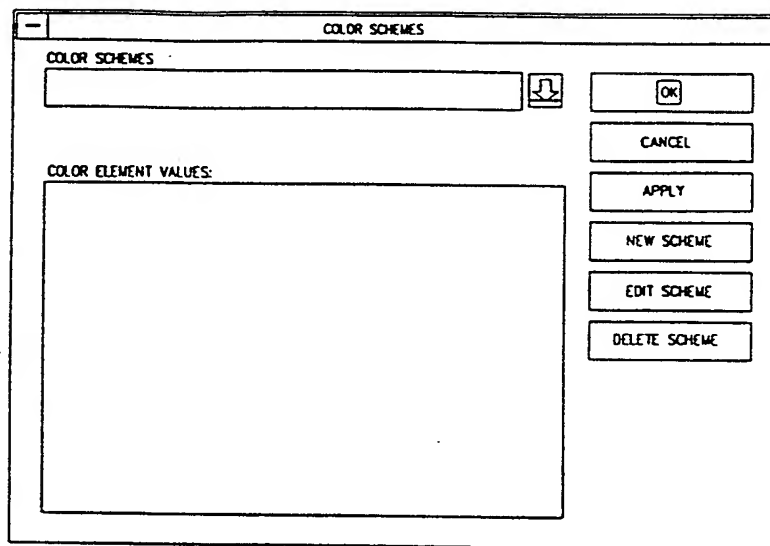 COLOR SCHEMES
COLOR SCHEMES
OK
CANCEL
COLOR ELEMENT VALUES:
APPLY
NEW SCHEME
EDIT SCHEME
DELETE SCHEME